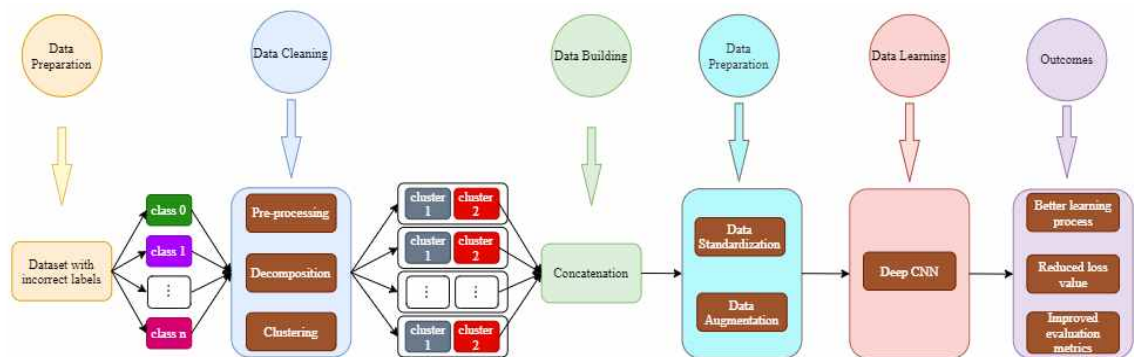 Data
Preparation
Data Cleaning
Data Building
Data
Preparation
Data Learning
Outcomes
Dataset with
incorrect labels
class 0
class 1
⋮
class n
Pre-processing
Decomposition
Clustering
cluster
1
cluster
2
cluster
1
cluster
2
⋮
⋮
cluster
1
cluster
2
Concatenation
Data
Standardization
Data
Augmentation
Deep CNN
Better learning
process
Reduced loss
value
Improved
evaluation
metrics